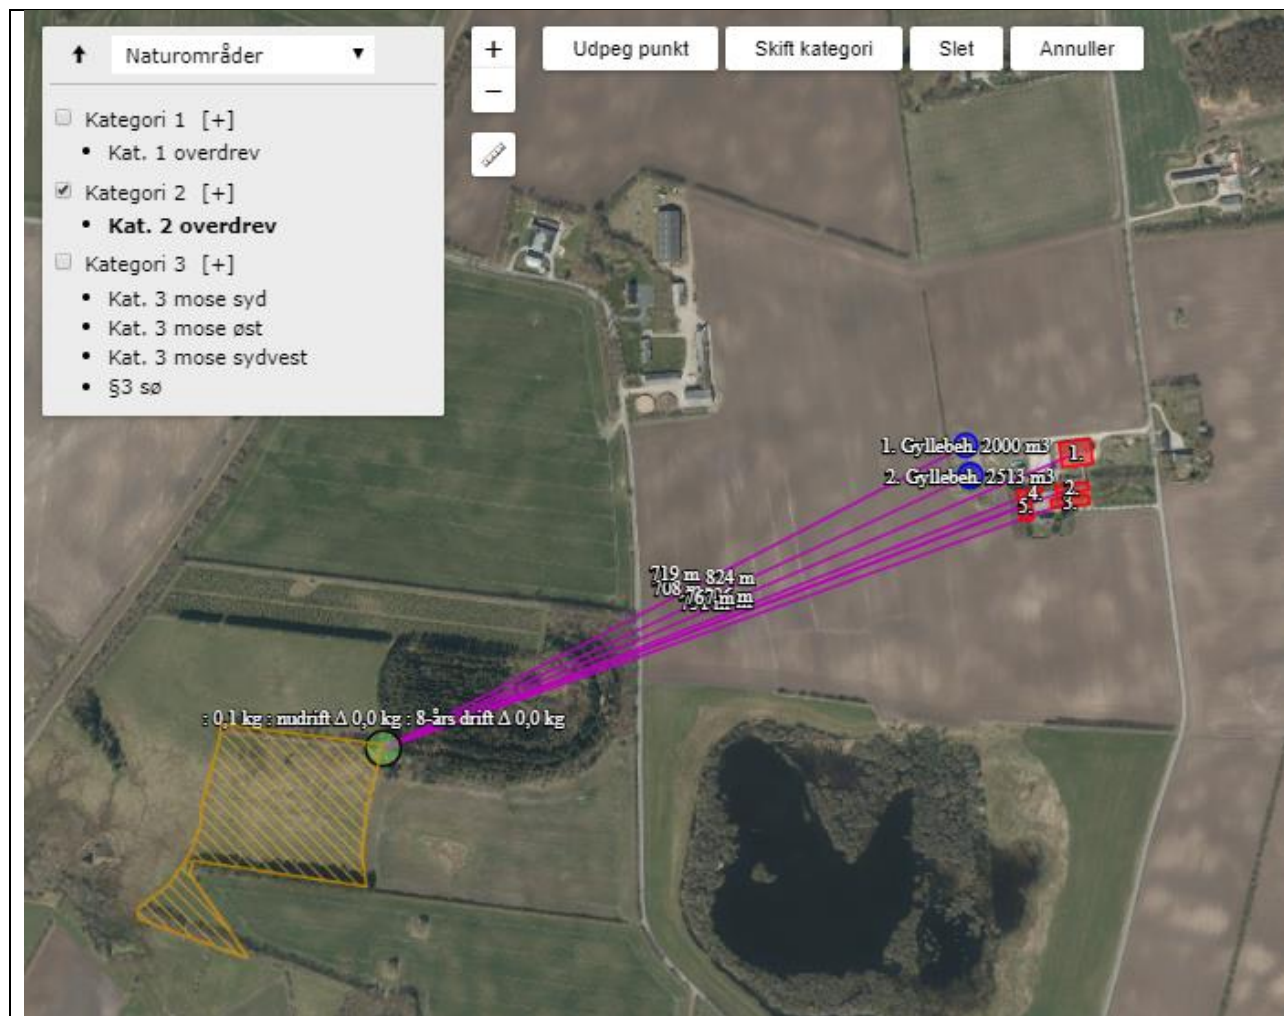 Naturområder
Kategori 1 [+]
Kat. 1 overdrev
Kategori 2 [+]
Kat. 2 overdrev
Kategori 3 [+]
Kat. 3 mose syd
Kat. 3 mose øst
Kat. 3 mose sydvest
§3 sø
+
−
Udpeg punkt
Skift kategori
Slet
Annuller
1. Gyllebeh. 2000 m3
1.
2. Gyllebeh. 2513 m3
2.
4.
3.
5.
719 m
824 m
708
767 m
m
: 0,1 kg : nudrift Δ 0,0 kg : 8-års drift Δ 0,0 kg